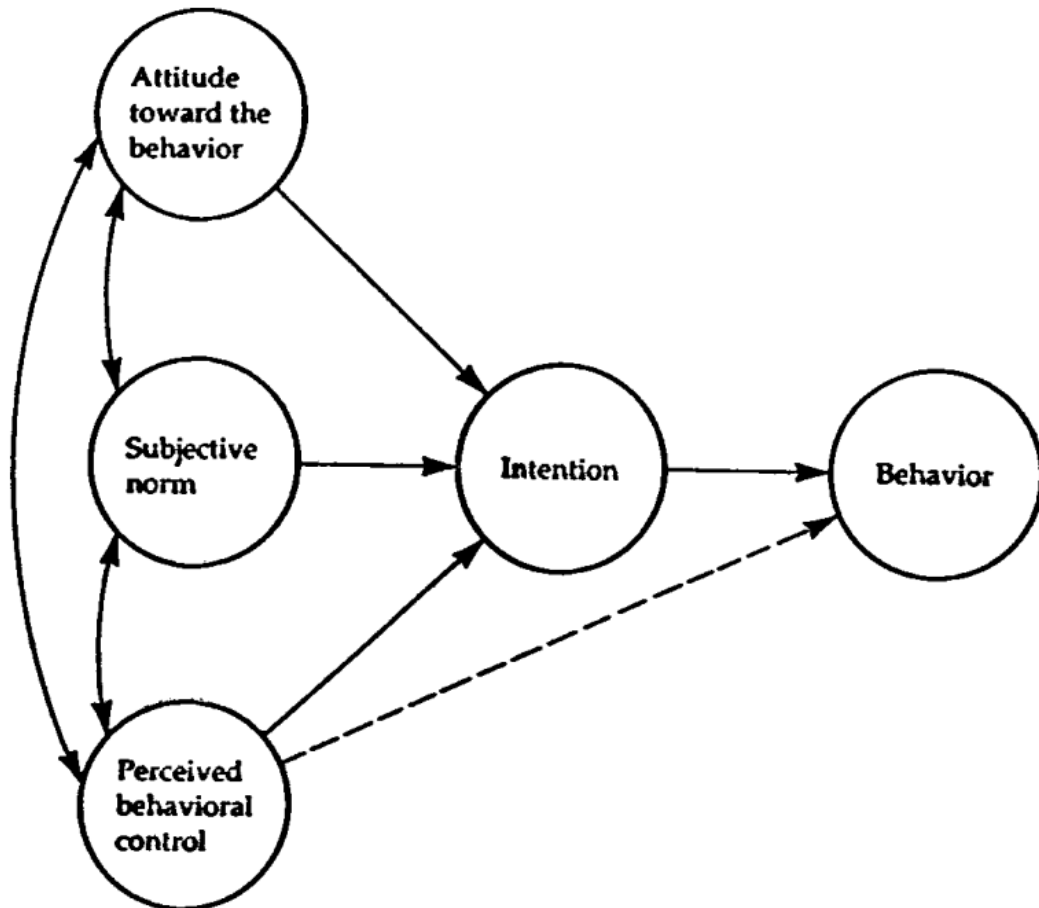 Attitude
toward the
behavior
Subjective
norm
Intention
Behavior
Perceived
behavioral
control